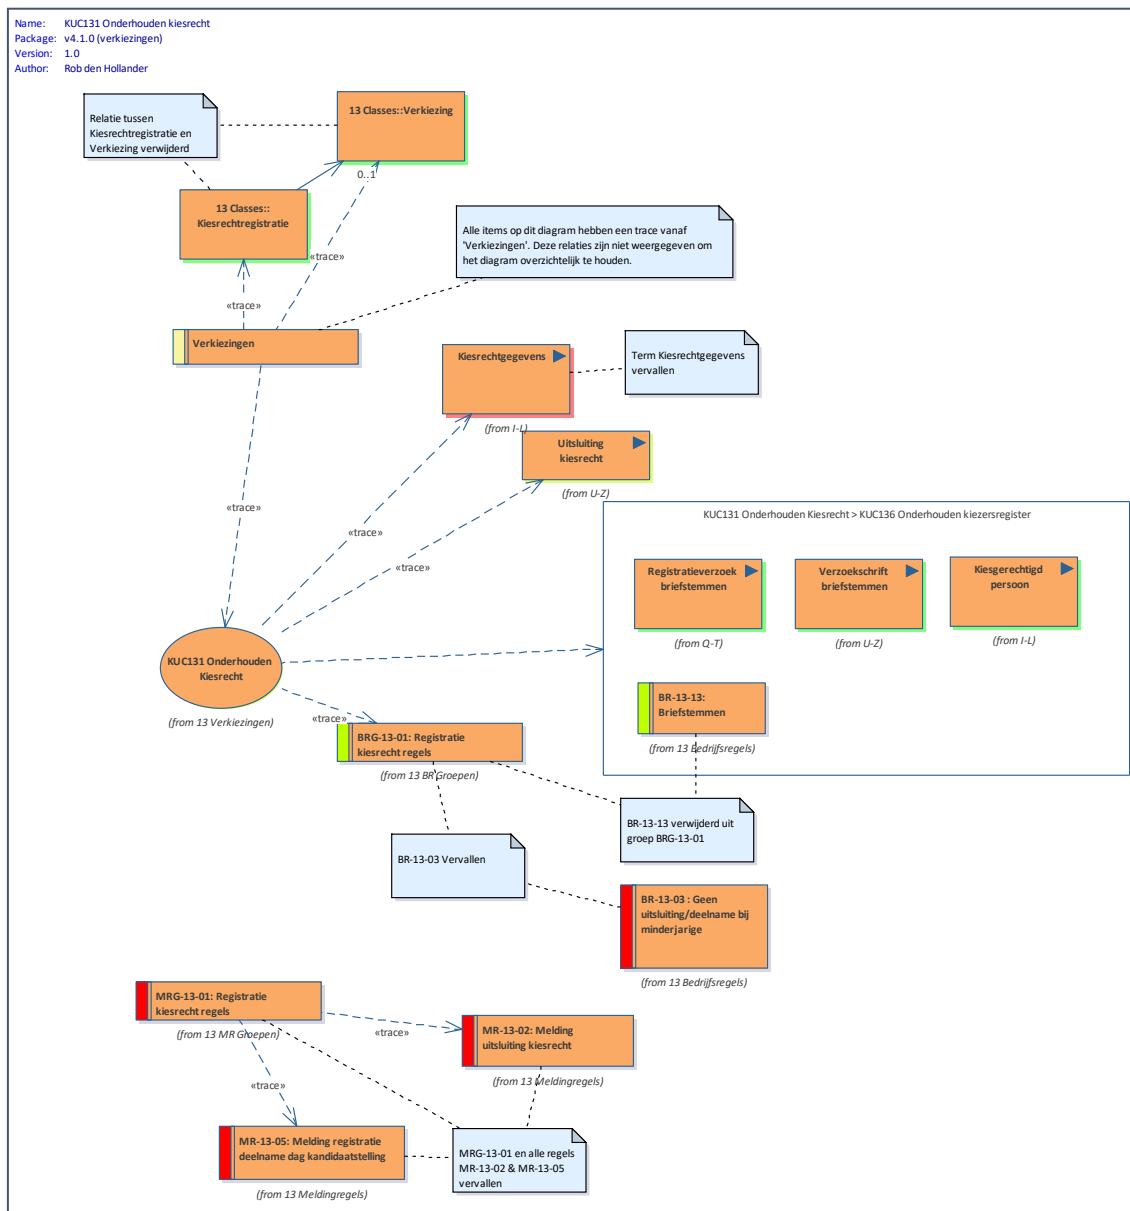 Name: KUC131 Onderhouden kiesrecht
Package: v4.1.0 (verkiezingen)
Version: 1.0
Author: Rob den Hollander
Relatie tussen
Kiesrechtregistratie en
Verkiezing verwijderd
13 Classes::Verkiezing
0..1
13 Classes::
Kiesrechtregistratie
«trace»
Alle items op dit diagram hebben een trace vanaf
'Verkiezingen'. Deze relaties zijn niet weergegeven om
het diagram overzichtelijk te houden.
«trace»
Verkiezingen
Kiesrechtgegevens
(from I-L)
Term Kiesrechtgegevens
vervallen
Uitsluiting
kiesrecht
(from U-Z)
«trace»
«trace»
«trace»
KUC131 Onderhouden Kiesrecht > KUC136 Onderhouden kiezersregister
Registratieverzoek
briefstemmen
(from Q-T)
Verzoekschrift
briefstemmen
(from U-Z)
Kiesgerechtigd
persoon
(from I-L)
KUC131 Onderhouden
Kiesrecht
(from 13 Verkiezingen)
«trace»
BR-13-13:
Briefstemmen
(from 13 Bedrijfsregels)
BRG-13-01: Registratie
kiesrecht regels
(from 13 BR Groepen)
BR-13-13 verwijderd uit
groep BRG-13-01
BR-13-03 Vervallen
BR-13-03 : Geen
uitsluiting/deelname bij
minderjarige
(from 13 Bedrijfsregels)
MRG-13-01: Registratie
kiesrecht regels
(from 13 MR Groepen)
«trace»
MR-13-02: Melding
uitsluiting kiesrecht
(from 13 Meldingregels)
«trace»
MR-13-05: Melding registratie
deelname dag kandidaatstelling
(from 13 Meldingregels)
MRG-13-01 en alle regels
MR-13-02 & MR-13-05
vervallen